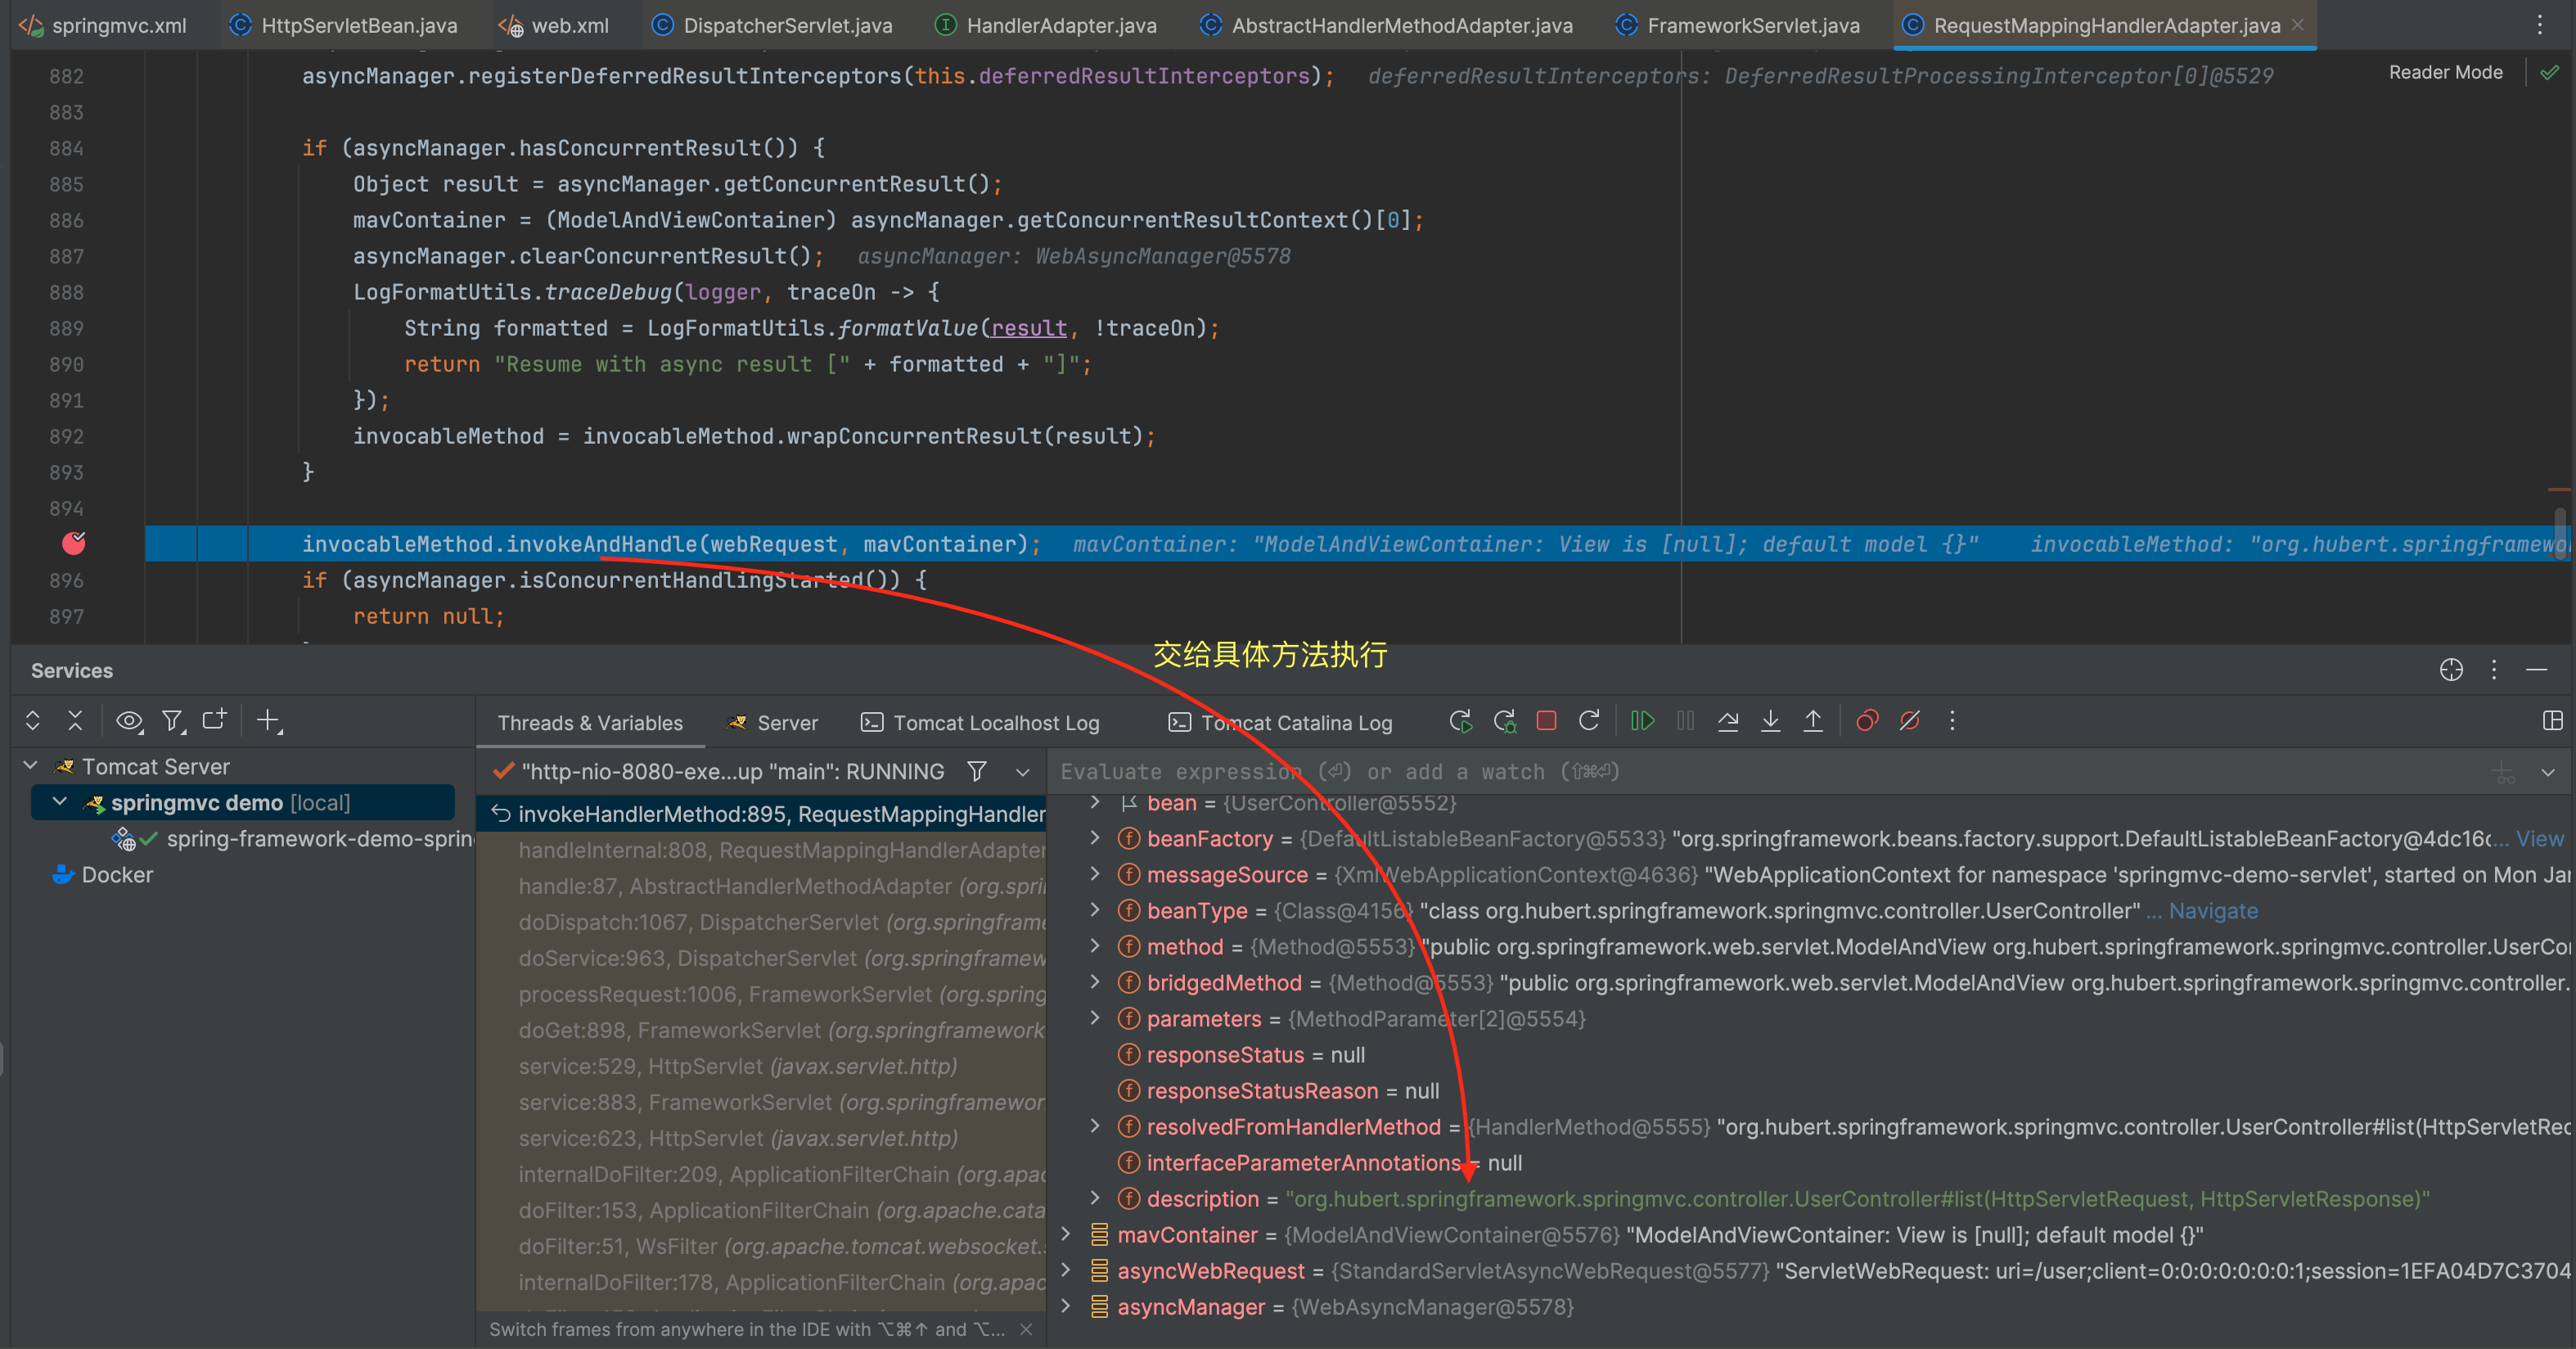 springmvc.xml HttpServletBean.java web.xml DispatcherServlet.java HandlerAdapter.java AbstractHandlerMethodAdapter.java FrameworkServlet.java RequestMappingHandlerAdapter.java
882 asyncManager.registerDeferredResultInterceptors(this.deferredResultInterceptors); deferredResultInterceptors: DeferredResultProcessingInterceptor[0]@5529
Reader Mode
883
884 if (asyncManager.hasConcurrentResult()) {
885 Object result = asyncManager.getConcurrentResult();
886 mavContainer = (ModelAndViewContainer) asyncManager.getConcurrentResultContext()[0];
887 asyncManager.clearConcurrentResult(); asyncManager: WebAsyncManager@5578
888 LogFormatUtils.traceDebug(logger, traceOn -> {
889 String formatted = LogFormatUtils.formatValue(result, !traceOn);
890 return "Resume with async result [" + formatted + "]";
891 });
892 invocableMethod = invocableMethod.wrapConcurrentResult(result);
893 }
894
invocableMethod.invokeAndHandle(webRequest, mavContainer); mavContainer: "ModelAndViewContainer: View is [null]; default model {}" invocableMethod: "org.hubert.springframewo
896 if (asyncManager.isConcurrentHandlingStarted()) {
897 return null;
交给具体方法执行
Services
Threads & Variables Server Tomcat Localhost Log Tomcat Catalina Log
Tomcat Server
springmvc demo [local]
spring-framework-demo-sprin
Docker
"http-nio-8080-exe...up "main": RUNNING
invokeHandlerMethod:895, RequestMappingHandler
handleInternal:808, RequestMappingHandlerAdapter
handle:87, AbstractHandlerMethodAdapter (org.spri
doDispatch:1067, DispatcherServlet (org.springframe
doService:963, DispatcherServlet (org.springframew
processRequest:1006, FrameworkServlet (org.spring
doGet:898, FrameworkServlet (org.springframework
service:529, HttpServlet (javax.servlet.http)
service:883, FrameworkServlet (org.springframewor
service:623, HttpServlet (javax.servlet.http)
internalDoFilter:209, ApplicationFilterChain (org.apac
doFilter:153, ApplicationFilterChain (org.apache.cata
doFilter:51, WsFilter (org.apache.tomcat.websocket.
internalDoFilter:178, ApplicationFilterChain (org.apac
Switch frames from anywhere in the IDE with ⌥⌘↑ and ⌥...
Evaluate expression (⏎) or add a watch (⇧⌘⏎)
bean = {UserController@5552}
beanFactory = {DefaultListableBeanFactory@5533} "org.springframework.beans.factory.support.DefaultListableBeanFactory@4dc16c... View
messageSource = {XmlWebApplicationContext@4636} "WebApplicationContext for namespace 'springmvc-demo-servlet', started on Mon Jan
beanType = {Class@4156} "class org.hubert.springframework.springmvc.controller.UserController" ... Navigate
method = {Method@5553} "public org.springframework.web.servlet.ModelAndView org.hubert.springframework.springmvc.controller.UserCor
bridgedMethod = {Method@5553} "public org.springframework.web.servlet.ModelAndView org.hubert.springframework.springmvc.controller.
parameters = {MethodParameter[2]@5554}
responseStatus = null
responseStatusReason = null
resolvedFromHandlerMethod = {HandlerMethod@5555} "org.hubert.springframework.springmvc.controller.UserController#list(HttpServletRec
interfaceParameterAnnotations = null
description = "org.hubert.springframework.springmvc.controller.UserController#list(HttpServletRequest, HttpServletResponse)"
mavContainer = {ModelAndViewContainer@5576} "ModelAndViewContainer: View is [null]; default model {}"
asyncWebRequest = {StandardServletAsyncWebRequest@5577} "ServletWebRequest: uri=/user;client=0:0:0:0:0:0:0:1;session=1EFA04D7C3704
asyncManager = {WebAsyncManager@5578}